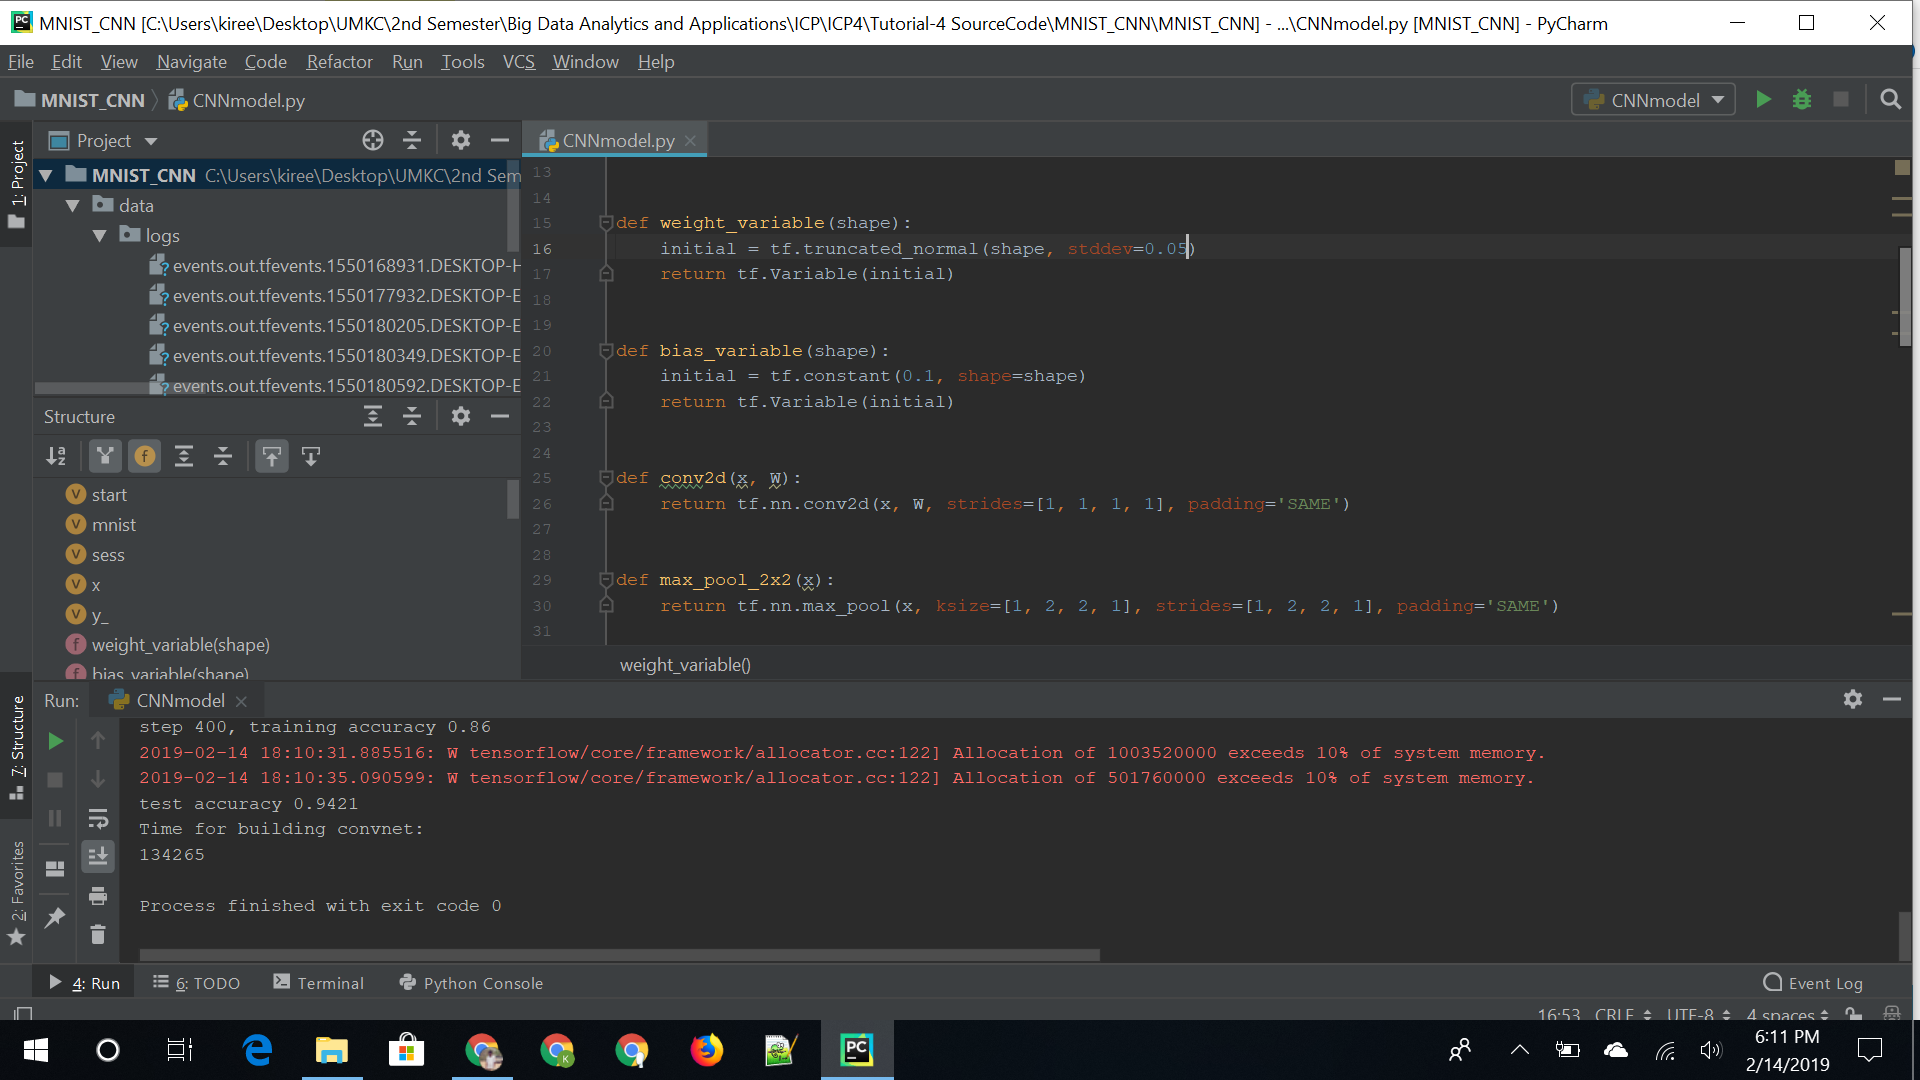 MNIST_CNN [C:\Users\kiree\Desktop\UMKC\2nd Semester\Big Data Analytics and Applications\ICP\ICP4\Tutorial-4 SourceCode\MNIST_CNN\MNIST_CNN] - ...\CNNmodel.py [MNIST_CNN] - PyCharm
File Edit View Navigate Code Refactor Run Tools VCS Window Help
MNIST_CNN CNNmodel.py CNNmodel
1: Project
Project
CNNmodel.py
MNIST_CNN C:\Users\kiree\Desktop\UMKC\2nd Sem
data
logs
events.out.tfevents.1550168931.DESKTOP-H
events.out.tfevents.1550177932.DESKTOP-E
events.out.tfevents.1550180205.DESKTOP-E
events.out.tfevents.1550180349.DESKTOP-E
events.out.tfevents.1550180592.DESKTOP-E
13
14
15 def weight_variable(shape):
16 initial = tf.truncated_normal(shape, stddev=0.05)
17 return tf.Variable(initial)
18
19
20 def bias_variable(shape):
21 initial = tf.constant(0.1, shape=shape)
22 return tf.Variable(initial)
23
24
25 def conv2d(x, W):
26 return tf.nn.conv2d(x, W, strides=[1, 1, 1, 1], padding='SAME')
27
28
29 def max_pool_2x2(x):
30 return tf.nn.max_pool(x, ksize=[1, 2, 2, 1], strides=[1, 2, 2, 1], padding='SAME')
31
weight_variable()
Structure
start
mnist
sess
x
y_
weight_variable(shape)
bias_variable(shape)
7: Structure
2: Favorites
Run: CNNmodel
step 400, training accuracy 0.86
2019-02-14 18:10:31.885516: W tensorflow/core/framework/allocator.cc:122] Allocation of 1003520000 exceeds 10% of system memory.
2019-02-14 18:10:35.090599: W tensorflow/core/framework/allocator.cc:122] Allocation of 501760000 exceeds 10% of system memory.
test accuracy 0.9421
Time for building convnet:
134265
Process finished with exit code 0
4: Run 6: TODO Terminal Python Console Event Log
16:53 CRLF UTF-8 4 spaces
6:11 PM
2/14/2019